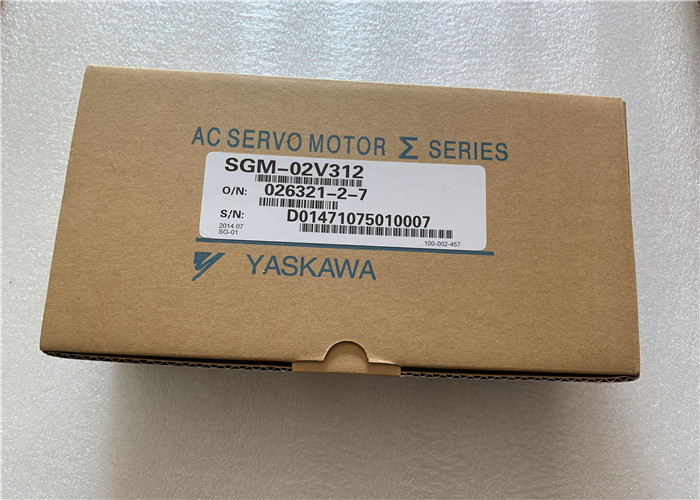 AC SERVO MOTOR Σ SERIES
SGM-02V312
O/N: 026321-2-7
S/N: D01471075010007
2014.07
SG-01
100-002-457
YASKAWA